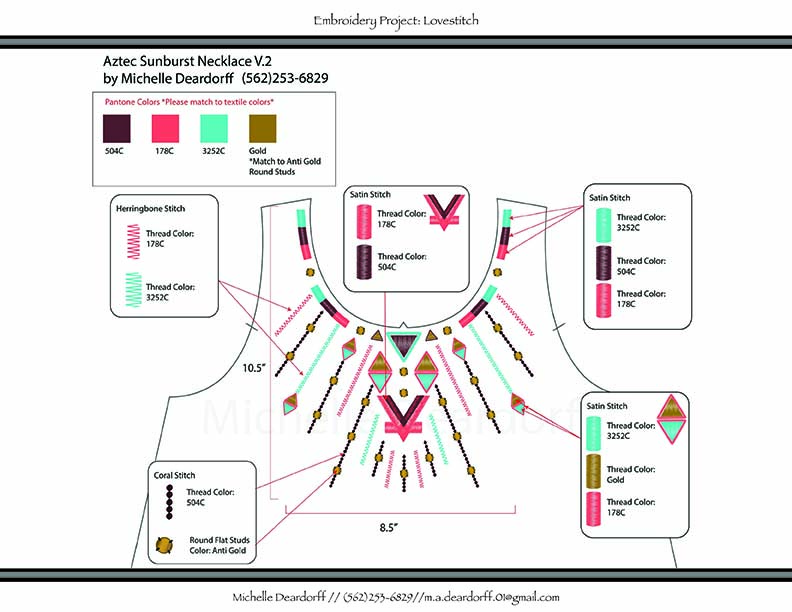 Embroidery Project: Lovestitch
Aztec Sunburst Necklace V.2
by Michelle Deardorff (562)253-6829
Pantone Colors *Please match to textile colors*
504C
178C
3252C
Gold
*Match to Anti Gold
Round Studs
Herringbone Stitch
Thread Color:
178C
Thread Color:
3252C
Satin Stitch
Thread Color:
178C
Thread Color:
504C
Satin Stitch
Thread Color:
3252C
Thread Color:
504C
Thread Color:
178C
10.5”
Michelle Deardorff
Satin Stitch
Thread Color:
3252C
Thread Color:
Gold
Thread Color:
178C
Coral Stitch
Thread Color:
504C
Round Flat Studs
Color: Anti Gold
8.5”
Michelle Deardorff // (562)253-6829//m.a.deardorff.01@gmail.com